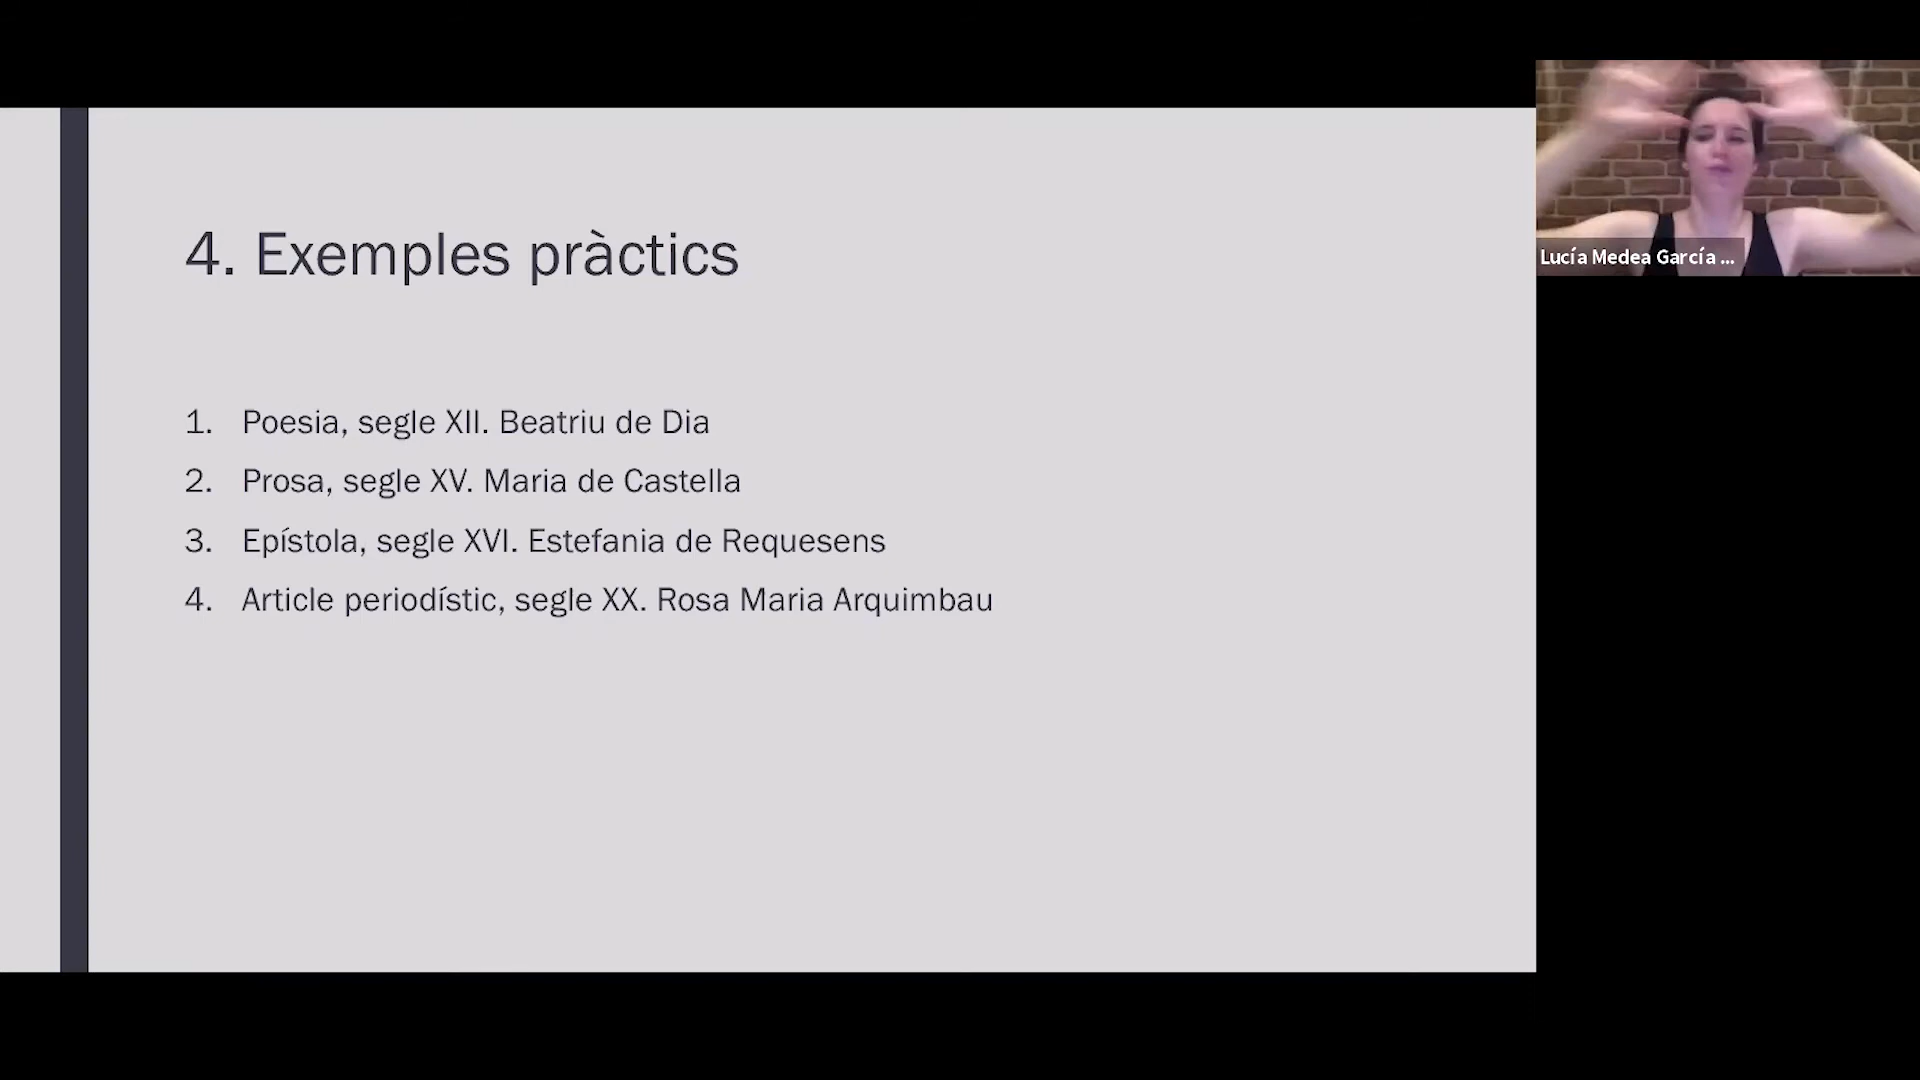 4. Exemples pràctics
1. Poesia, segle XII. Beatriu de Dia
2. Prosa, segle XV. Maria de Castella
3. Epístola, segle XVI. Estefania de Requesens
4. Article periodístic, segle XX. Rosa Maria Arquimbau
Lucía Medea García ...